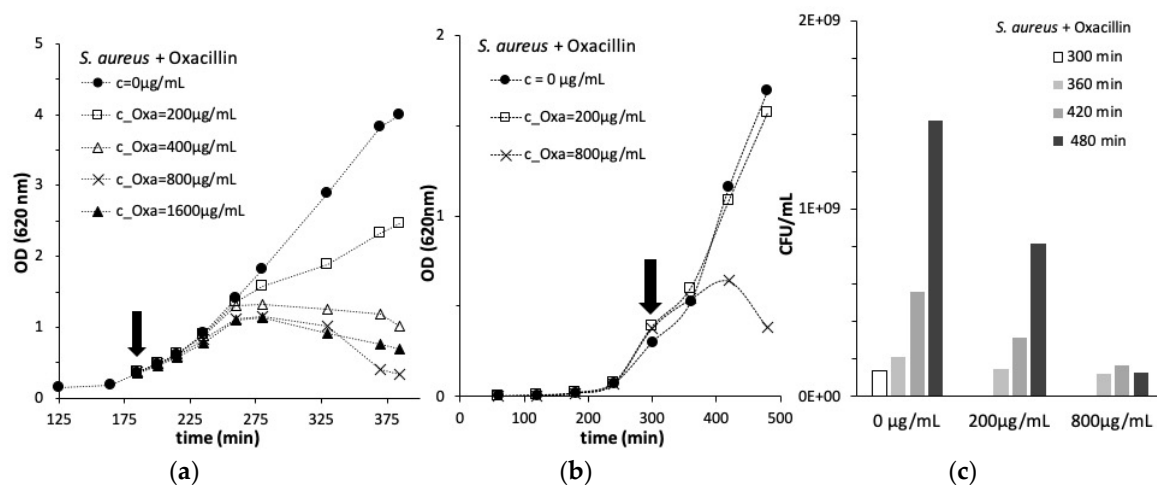 S. aureus + Oxacillin
c=0µg/mL
c_Oxa=200µg/mL
c_Oxa=400µg/mL
c_Oxa=800µg/mL
c_Oxa=1600µg/mL
5
4
3
2
1
0
OD (620 nm)
125 175 225 275 325 375
time (min)
(a)
S. aureus + Oxacillin
c = 0 µg/mL
c_Oxa=200µg/mL
c_Oxa=800µg/mL
2
1
0
OD (620nm)
0 100 200 300 400 500
time (min)
(b)
S. aureus + Oxacillin
300 min
360 min
420 min
480 min
2E+09
1E+09
0E+00
CFU/mL
0 µg/mL 200µg/mL 800µg/mL
(c)